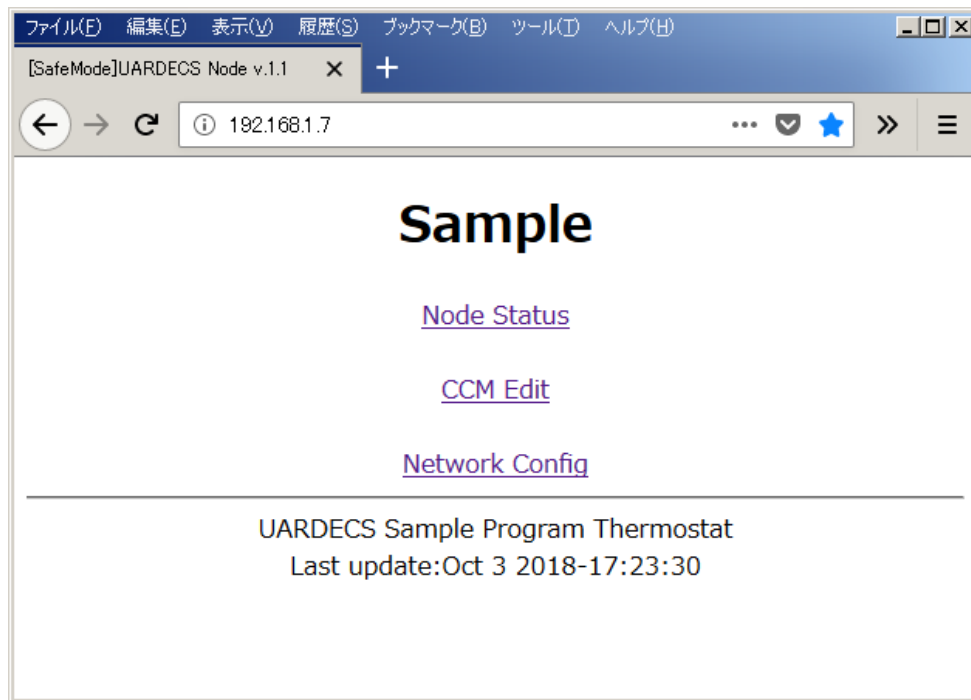 ファイル(F) 編集(E) 表示(V) 履歴(S) ブックマーク(B) ツール(T) ヘルプ(H)
[SafeMode]UARDECS Node v.1.1
192.168.1.7
Sample
Node Status
CCM Edit
Network Config
UARDECS Sample Program Thermostat
Last update:Oct 3 2018-17:23:30